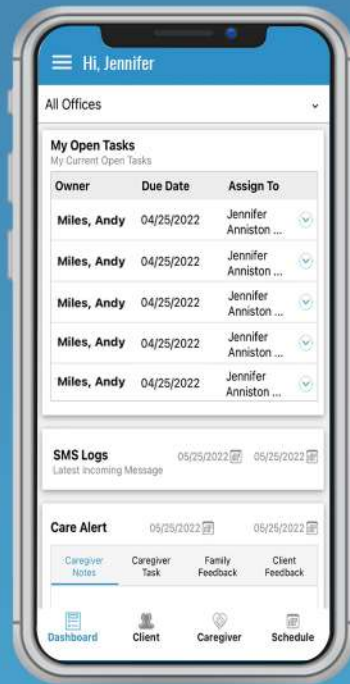 Hi, Jennifer
All Offices
My Open Tasks
My Current Open Tasks
Owner Due Date Assign To
Miles, Andy 04/25/2022 Jennifer
Anniston ...
Miles, Andy 04/25/2022 Jennifer
Anniston ...
Miles, Andy 04/25/2022 Jennifer
Anniston ...
Miles, Andy 04/25/2022 Jennifer
Anniston ...
Miles, Andy 04/25/2022 Jennifer
Anniston ...
SMS Logs 05/25/2022 05/25/2022
Latest Incoming Message
Care Alert 05/25/2022 05/25/2022
Caregiver Caregiver Family Client
Notes Task Feedback Feedback
Dashboard Client Caregiver Schedule